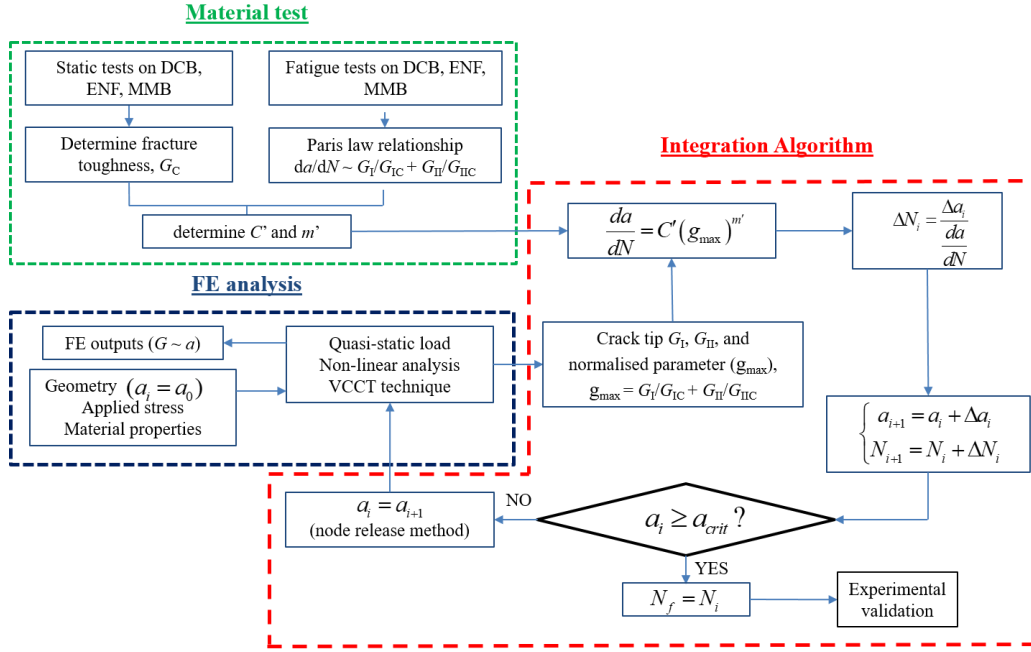 Material test
Static tests on DCB,
ENF, MMB
Fatigue tests on DCB, ENF,
MMB
Determine fracture
toughness, G_C
Paris law relationship
da/dN ~ G_I/G_IC + G_II/G_IIC
determine C’ and m’
Integration Algorithm
da/dN = C′(g_max)^m′
ΔN_i = Δa_i / (da/dN)
FE analysis
FE outputs (G ~ a)
Geometry (a_i = a_0)
Applied stress
Material properties
Quasi-static load
Non-linear analysis
VCCT technique
Crack tip G_I, G_II, and
normalised parameter (g_max),
g_max = G_I/G_IC + G_II/G_IIC
a_{i+1} = a_i + Δa_i
N_{i+1} = N_i + ΔN_i
a_i ≥ a_crit ?
NO
a_i = a_{i+1}
(node release method)
YES
N_f = N_i
Experimental
validation